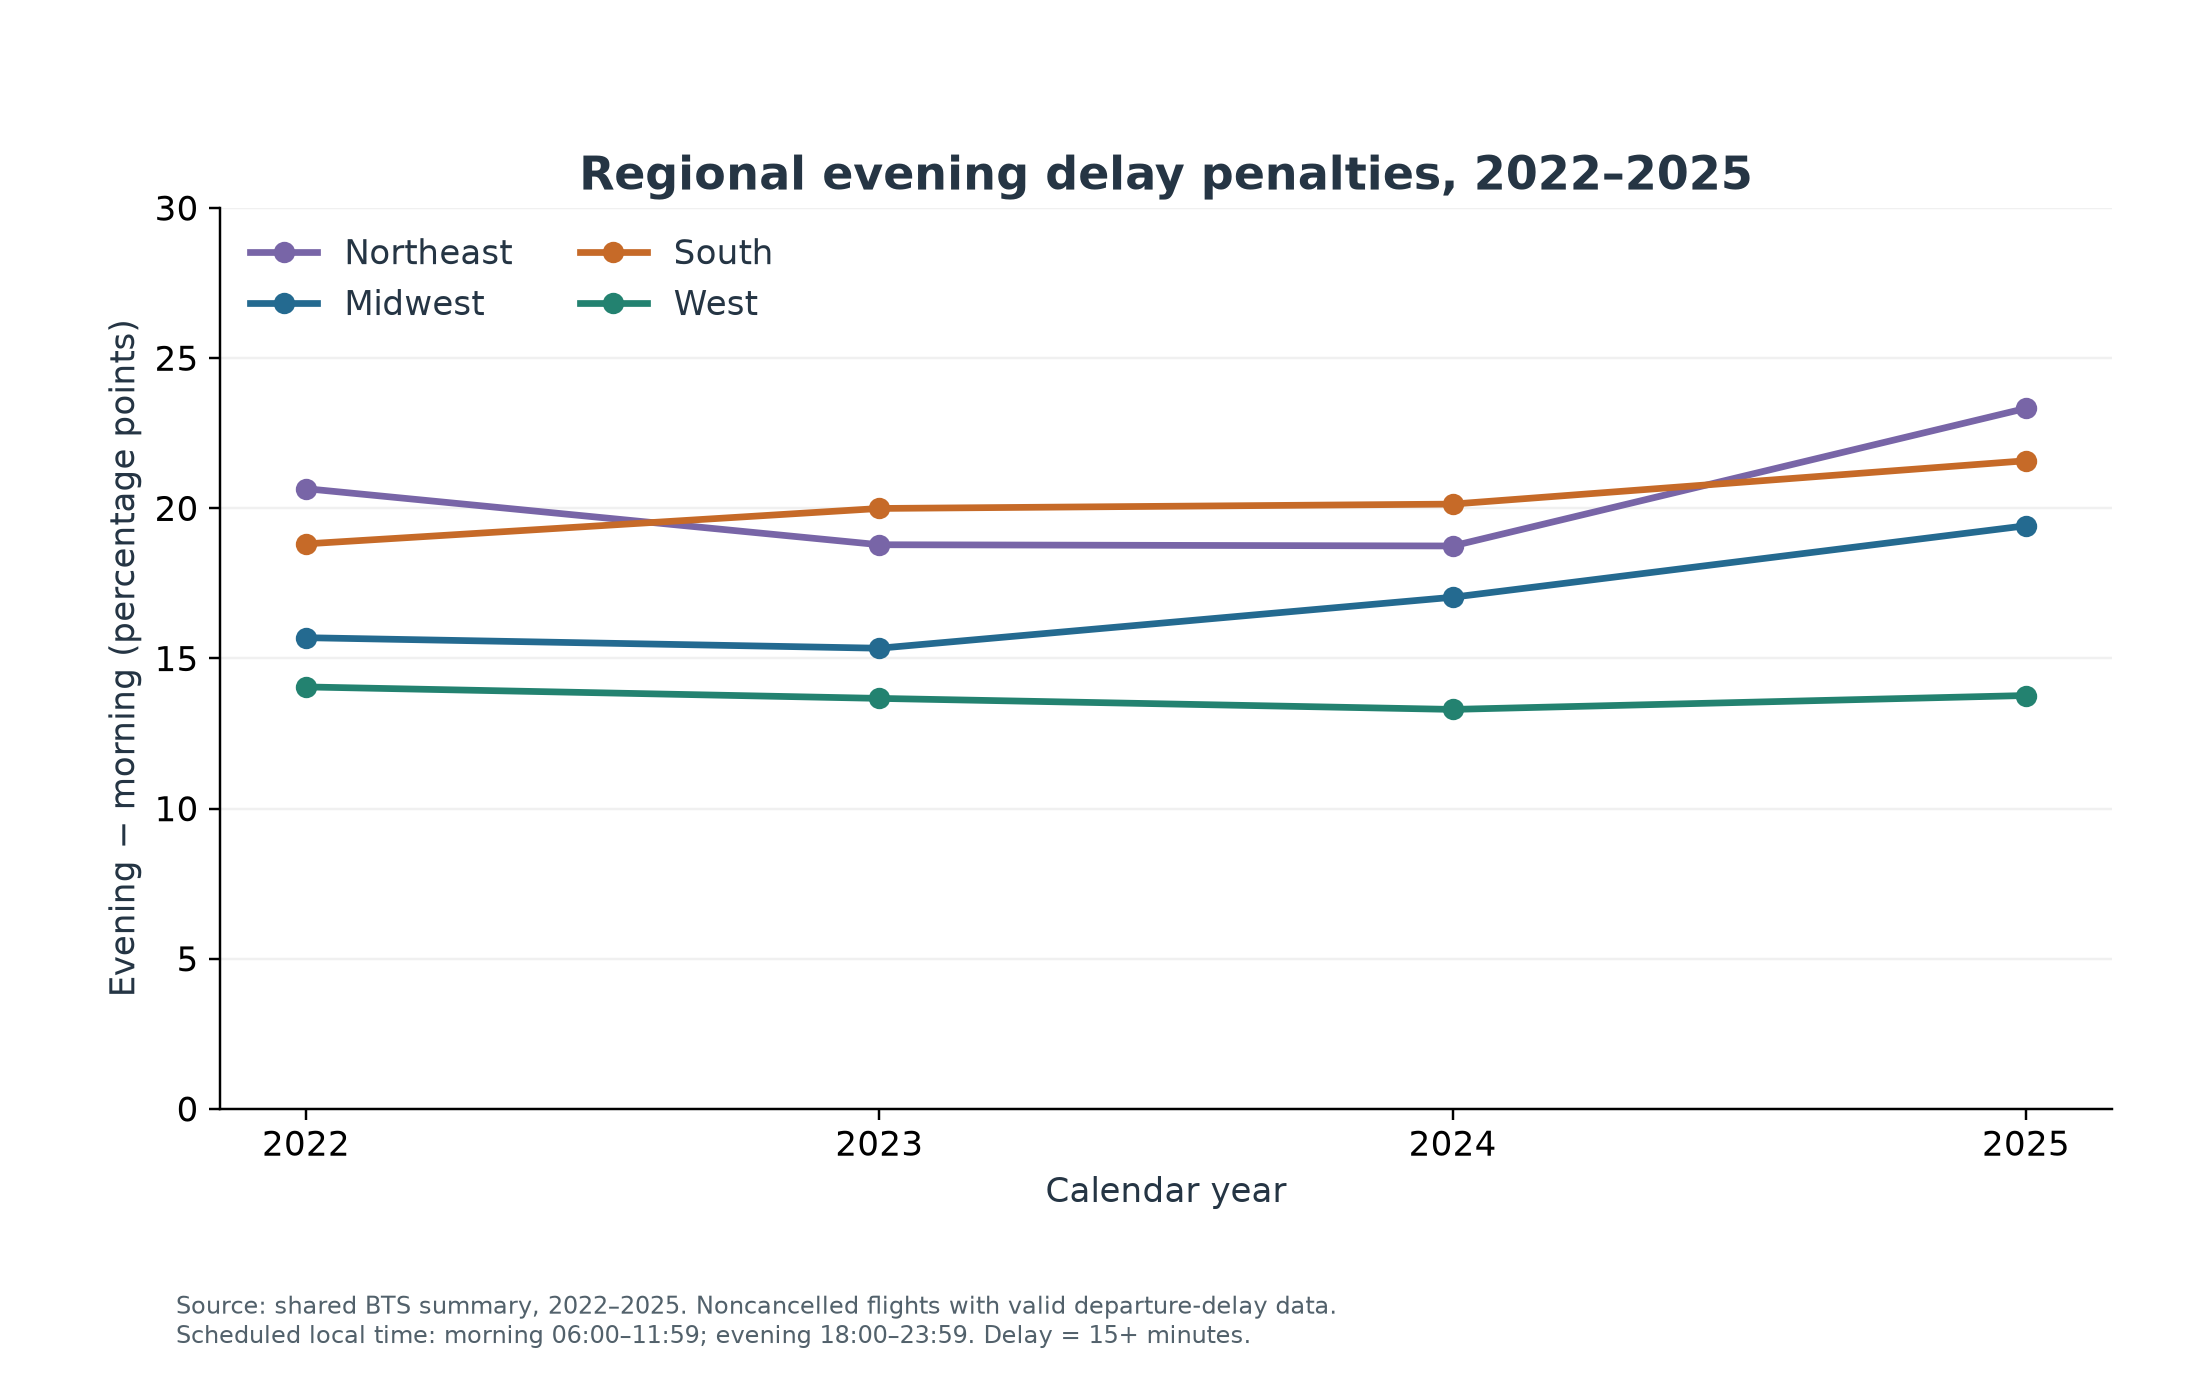 Regional evening delay penalties, 2022–2025
Northeast
Midwest
South
West
Evening − morning (percentage points)
30
25
20
15
10
5
0
2022 2023 2024 2025
Calendar year
Source: shared BTS summary, 2022–2025. Noncancelled flights with valid departure-delay data.
Scheduled local time: morning 06:00–11:59; evening 18:00–23:59. Delay = 15+ minutes.